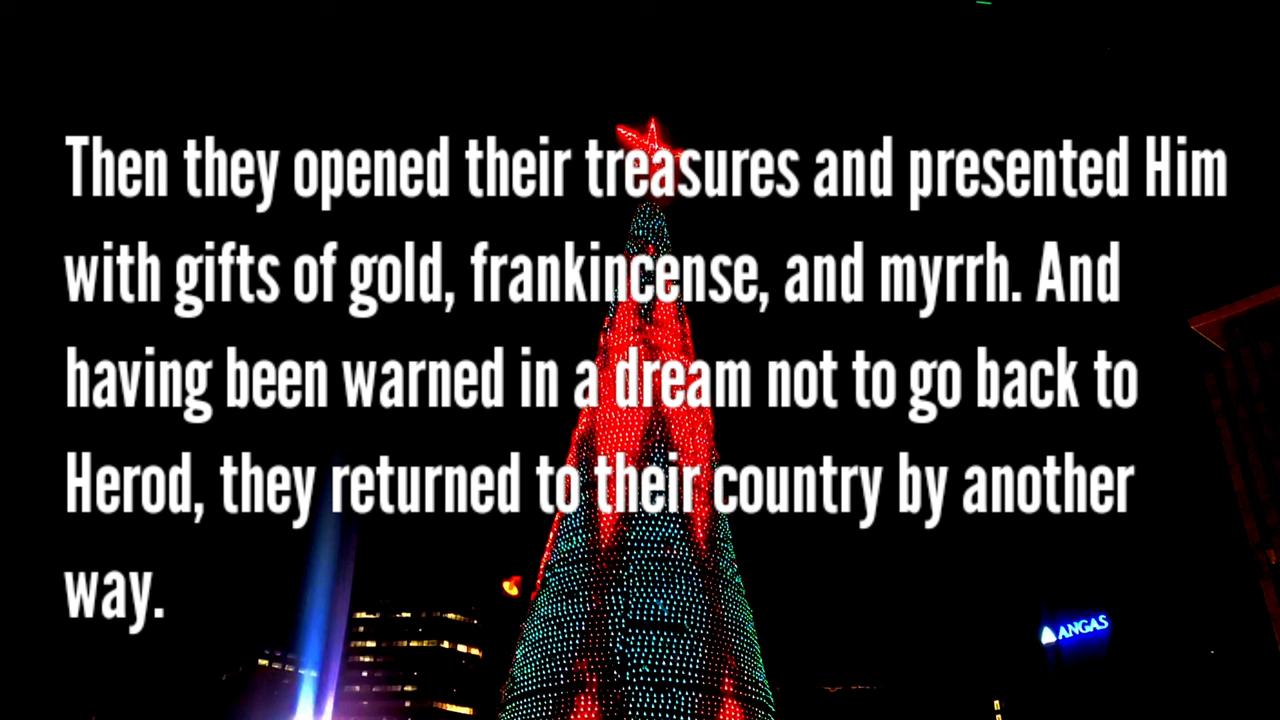 Then they opened their treasures and presented Him
with gifts of gold, frankincense, and myrrh. And
having been warned in a dream not to go back to
Herod, they returned to their country by another
way.
ANGAS